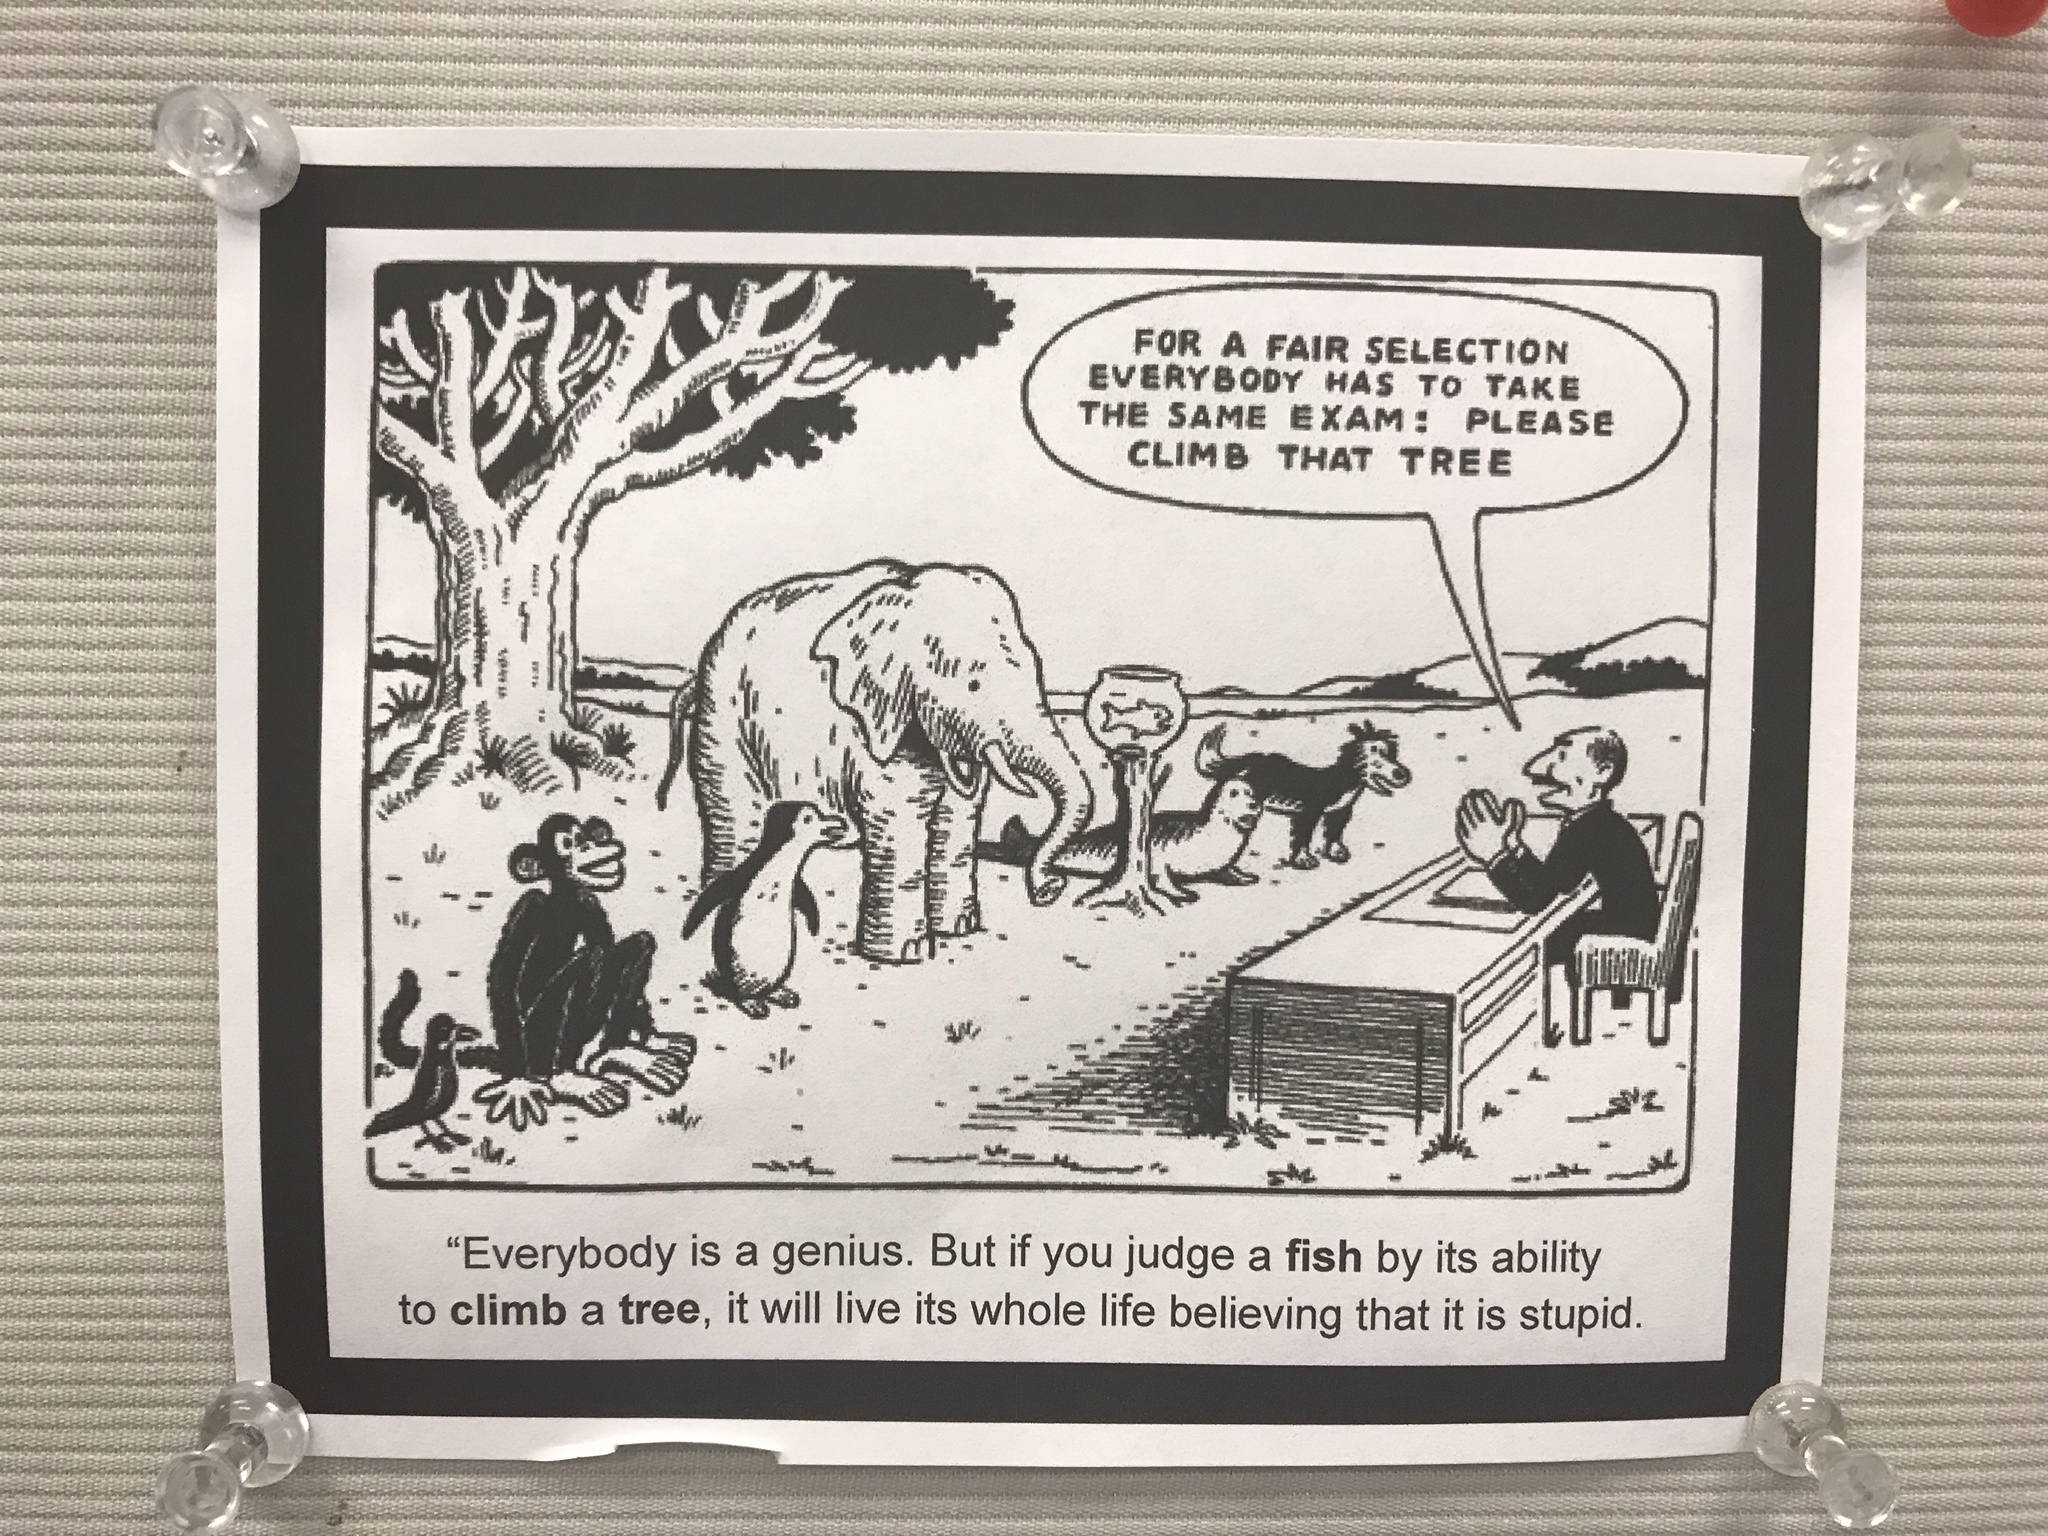 FOR A FAIR SELECTION
EVERYBODY HAS TO TAKE
THE SAME EXAM: PLEASE
CLIMB THAT TREE
“Everybody is a genius. But if you judge a fish by its ability
to climb a tree, it will live its whole life believing that it is stupid.